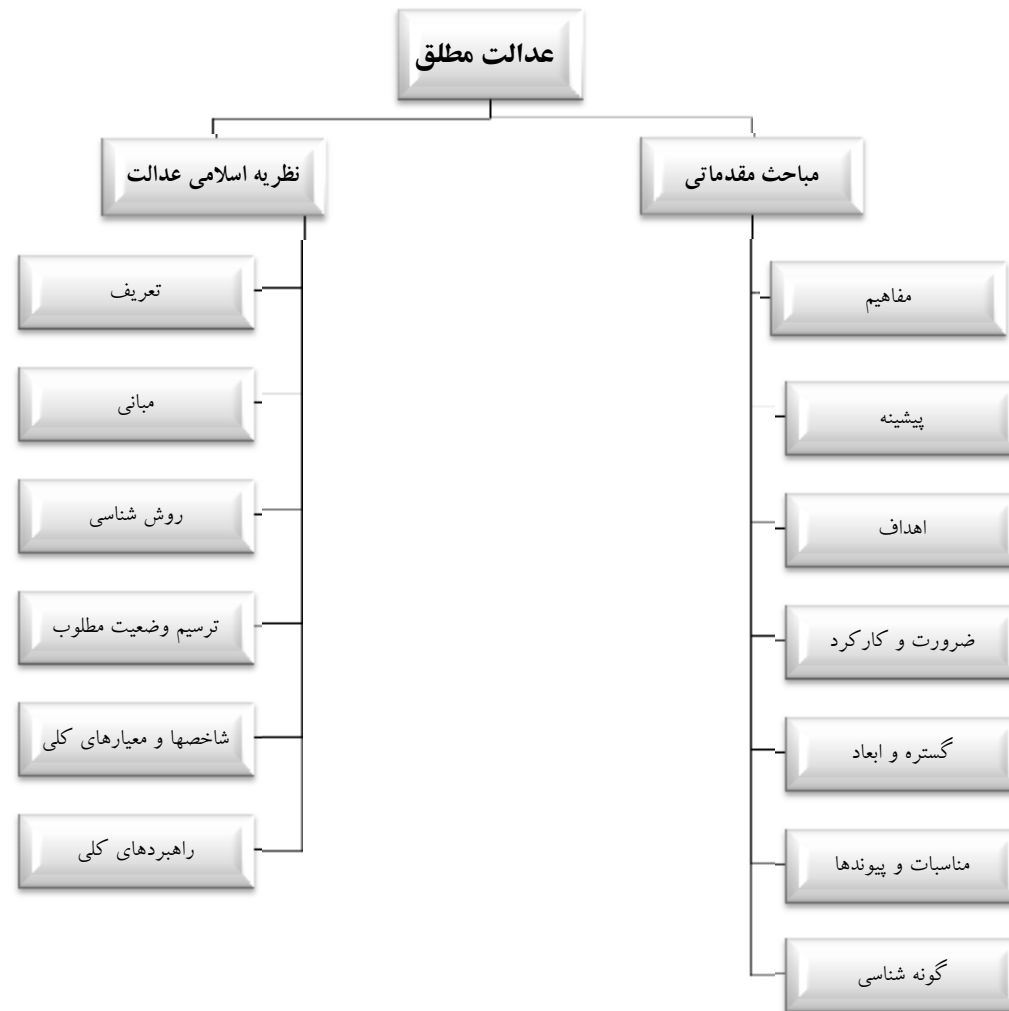 عدالت مطلق
مباحث مقدماتی
مفاهیم
پیشینه
اهداف
ضرورت و کارکرد
گستره و ابعاد
مناسبات و پیوندها
گونه شناسی
نظریه اسلامی عدالت
تعریف
مبانی
روش شناسی
ترسیم وضعیت مطلوب
شاخصها و معیارهای کلی
راهبردهای کلی